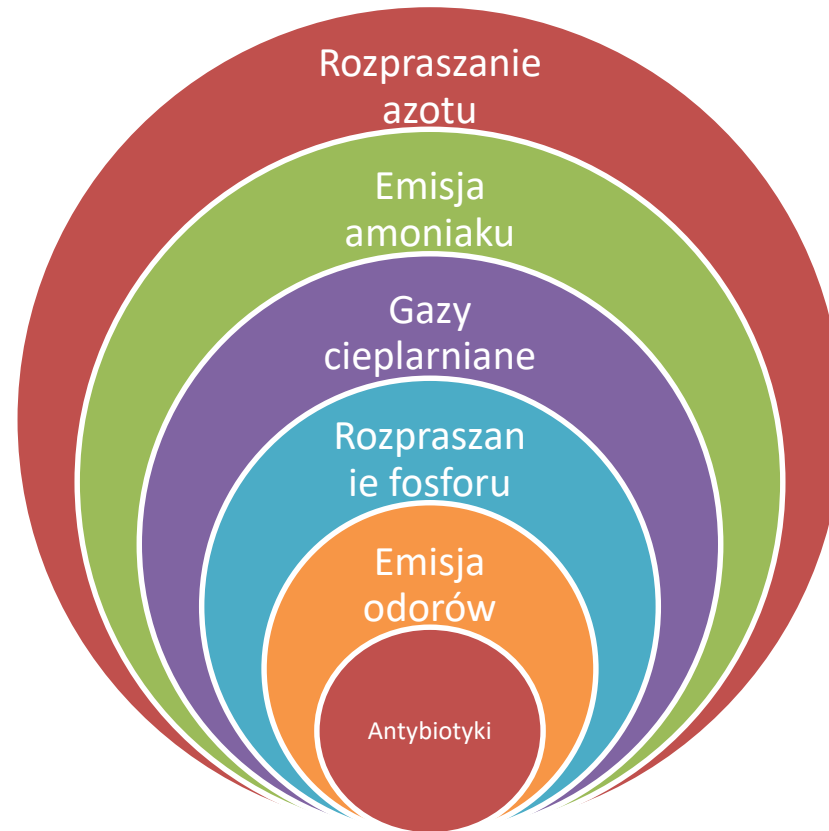 Rozpraszanie
azotu
Emisja
amoniaku
Gazy
cieplarniane
Rozpraszan
ie fosforu
Emisja
odorów
Antybiotyki